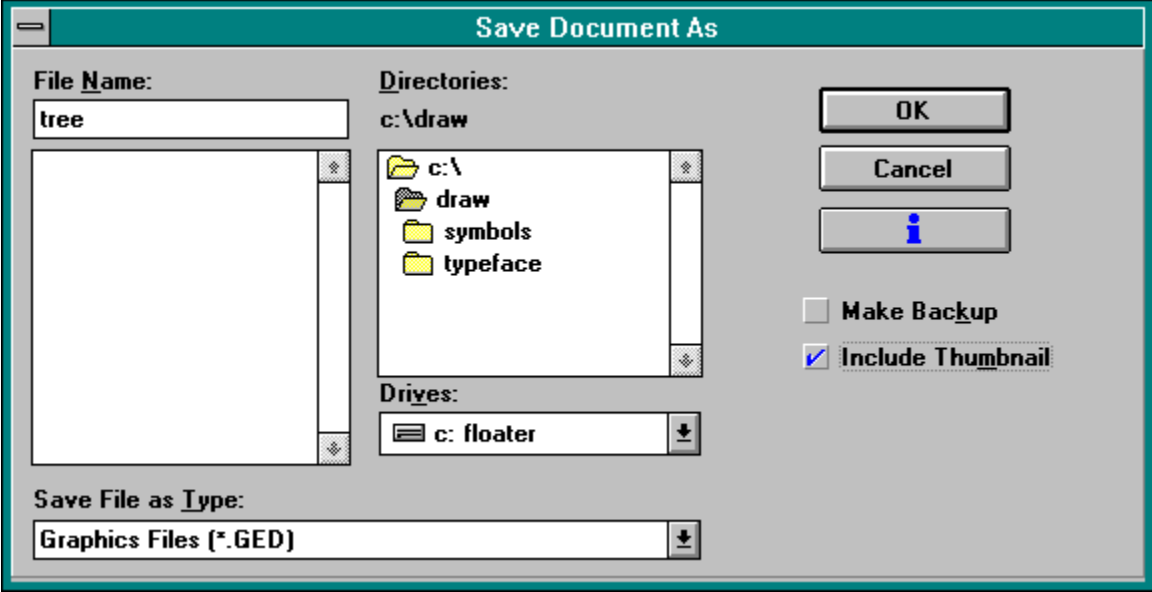 Save Document As
File Name:
tree
Directories:
c:\draw
c:\
draw
symbols
typeface
Drives:
c: floater
Save File as Type:
Graphics Files (*.GED)
OK
Cancel
i
Make Backup
Include Thumbnail